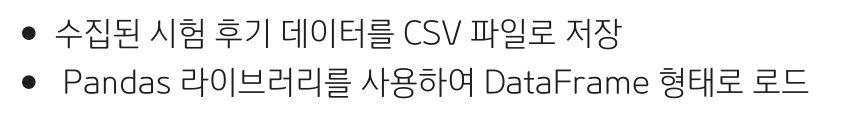 ● 수집된 시험 후기 데이터를 CSV 파일로 저장
● Pandas 라이브러리를 사용하여 DataFrame 형태로 로드